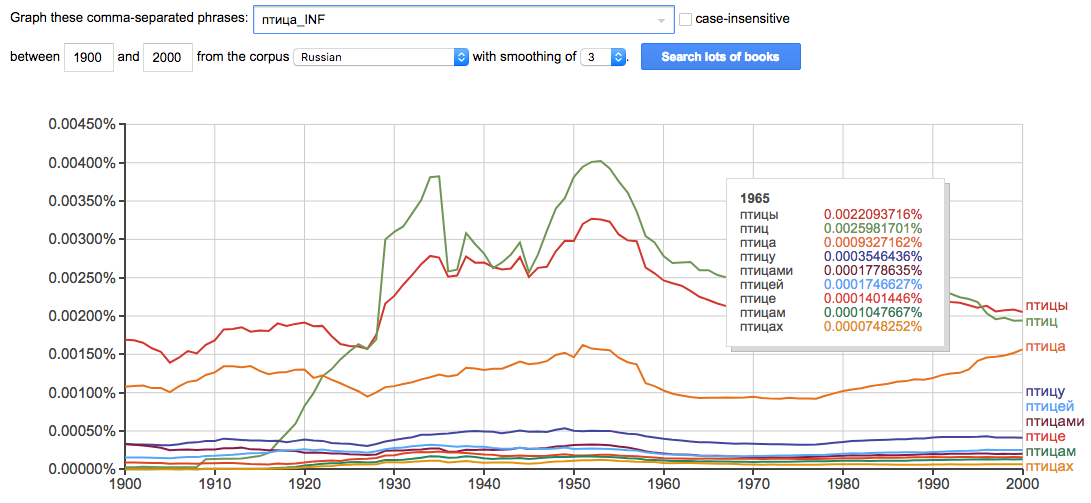 Graph these comma-separated phrases: птица_INF case-insensitive
between 1900 and 2000 from the corpus Russian with smoothing of 3 . Search lots of books
0.00450%
0.00400%
0.00350%
0.00300%
0.00250%
0.00200%
0.00150%
0.00100%
0.00050%
0.00000%
1965
птицы 0.0022093716%
птиц 0.0025981701%
птица 0.0009327162%
птицу 0.0003546436%
птицами 0.0001778635%
птицей 0.0001746627%
птице 0.0001401446%
птицам 0.0001047667%
птицах 0.0000748252%
птицы
птиц
птица
птицу
птицей
птицами
птице
птицам
птицах
1900 1910 1920 1930 1940 1950 1960 1970 1980 1990 2000